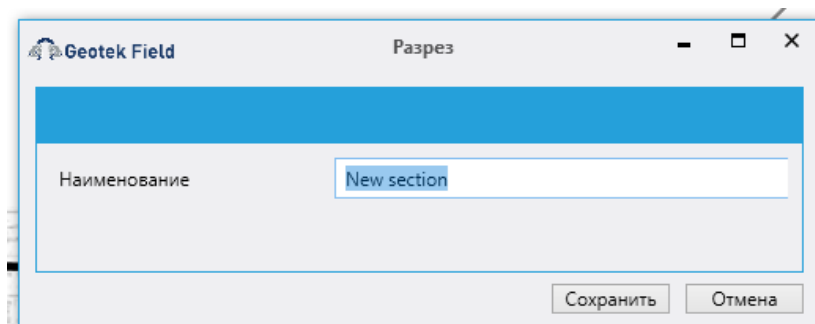 Geotek Field Разрез
Наименование New section
Сохранить Отмена